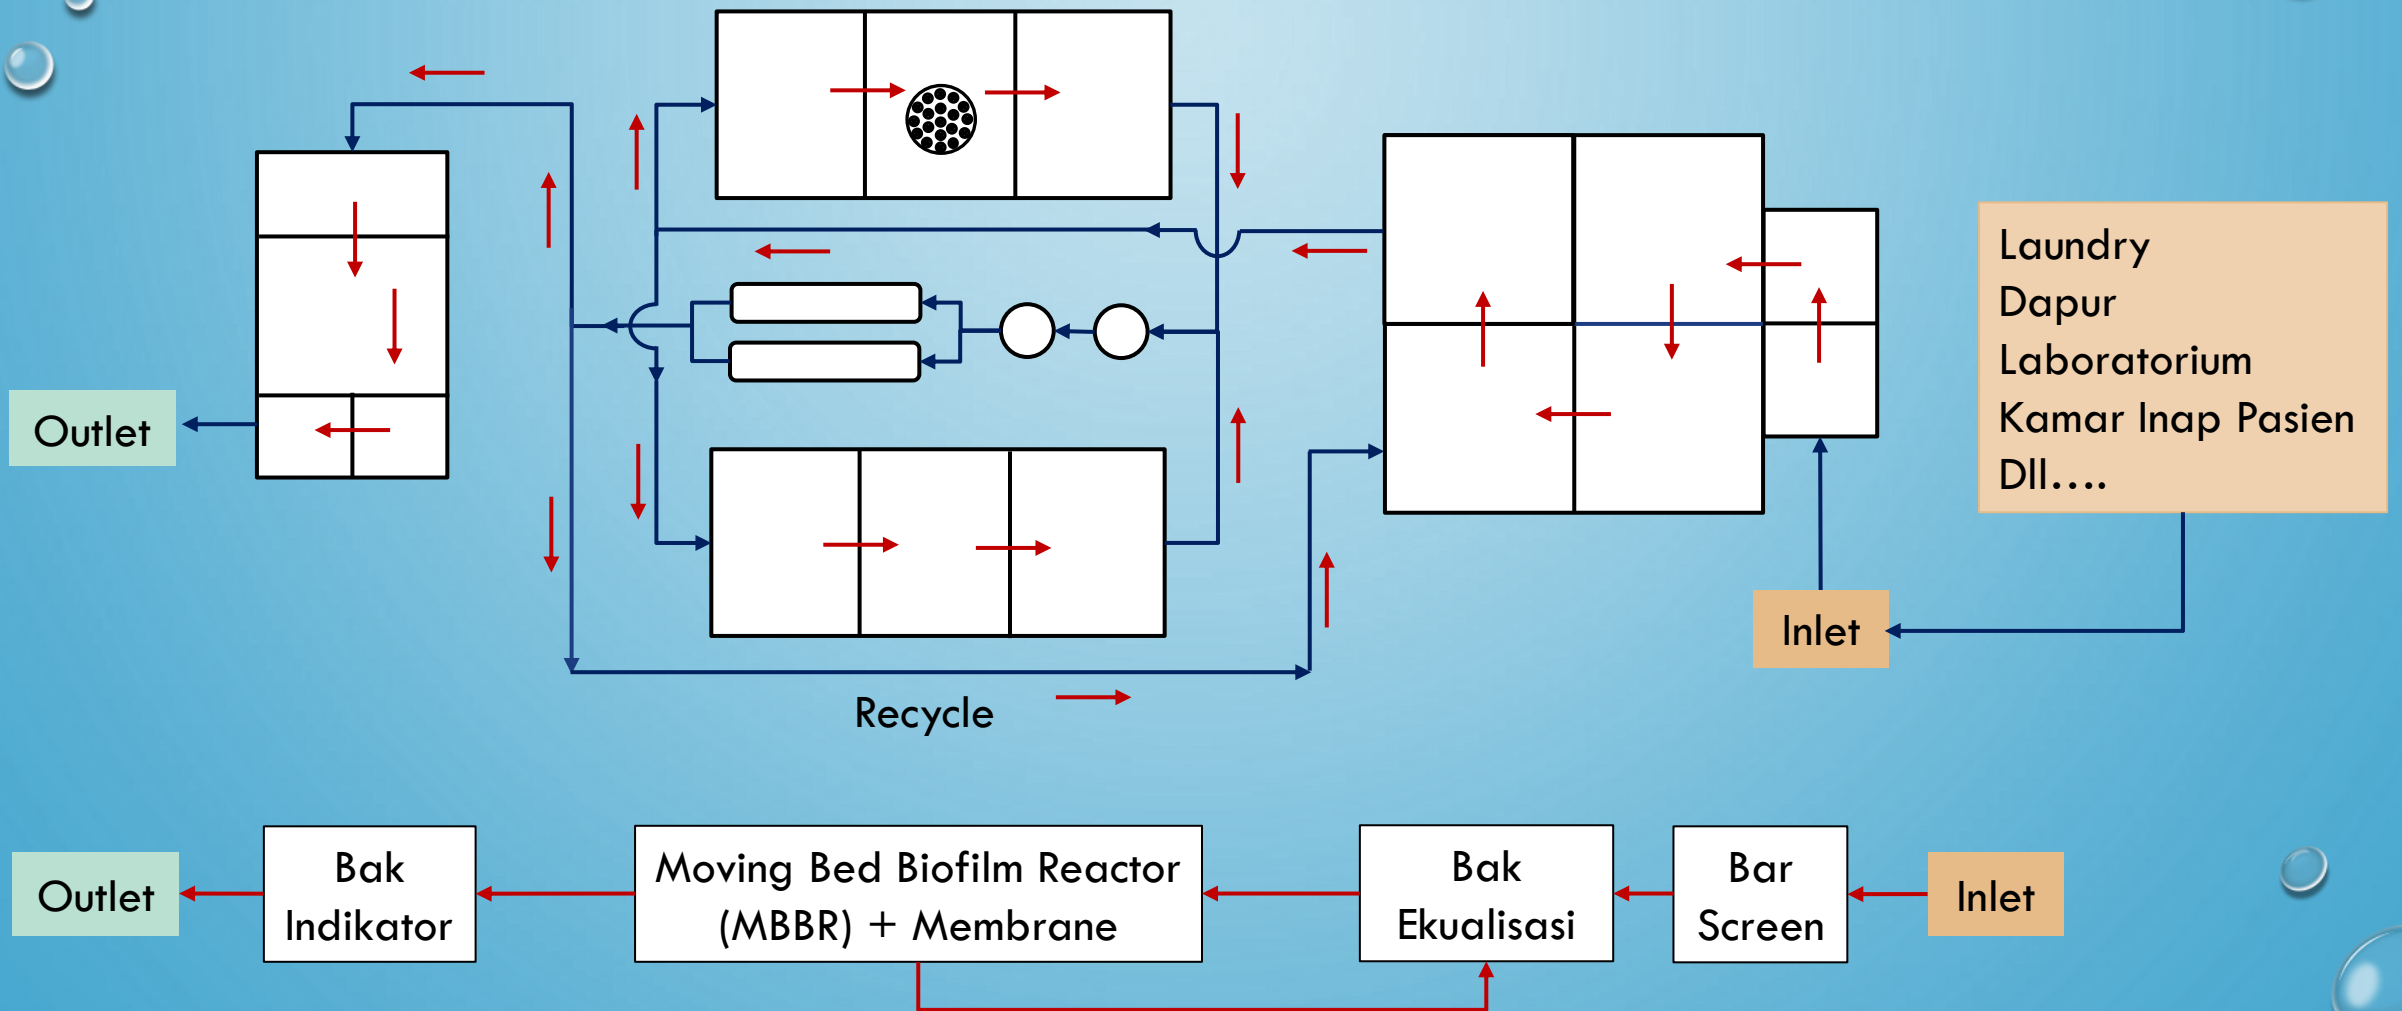 Laundry
Dapur
Laboratorium
Kamar Inap Pasien
Dll....
Outlet
Inlet
Recycle
Outlet
Bak
Indikator
Moving Bed Biofilm Reactor
(MBBR) + Membrane
Bak
Ekualisasi
Bar
Screen
Inlet